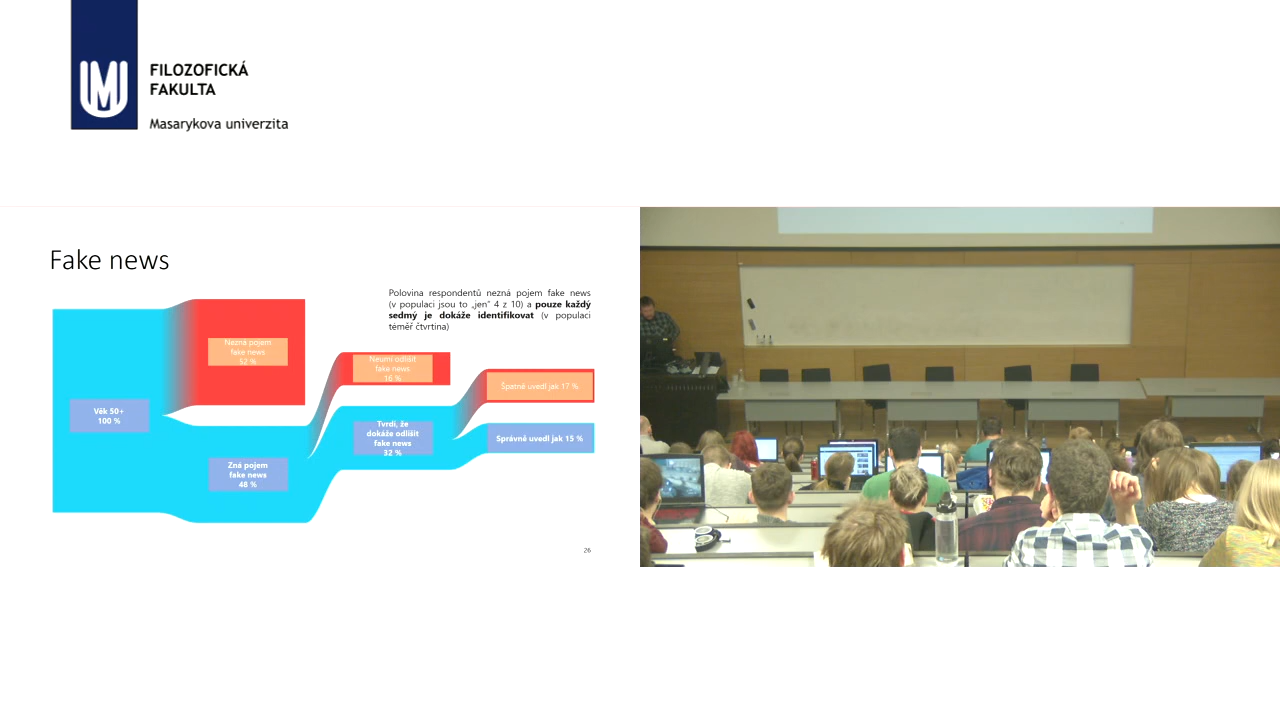 FILOZOFICKÁ
FAKULTA
Masarykova univerzita
Fake news
Polovina respondentů nezná pojem fake news
(v populaci jsou to „jen" 4 z 10) a pouze každý
sedmý je dokáže identifikovat (v populaci
téměř čtvrtina)
Nezná pojem
fake news
52 %
Neumí odlišit
fake news
16 %
Špatně uvedl jak 17 %
Věk 50+
100 %
Tvrdí, že
dokáže odlišit
fake news
32 %
Správně uvedl jak 15 %
Zná pojem
fake news
48 %
26